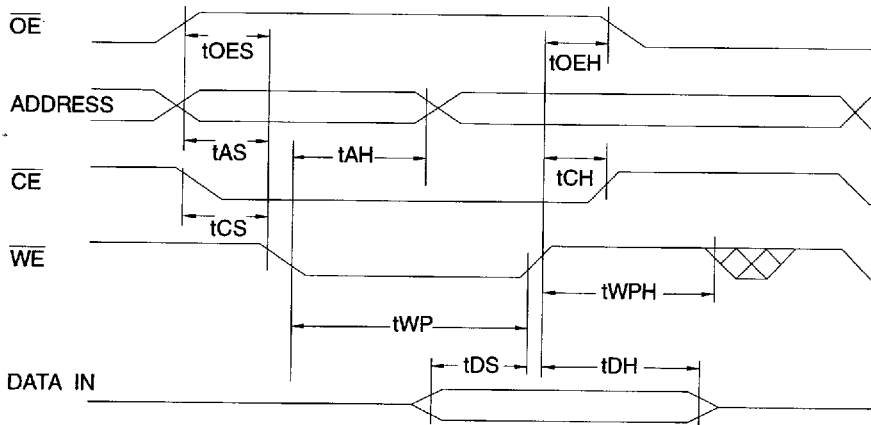 OE
tOES
tOEH
ADDRESS
tAS
tAH
tCH
CE
tCS
WE
tWPH
tWP
tDS
tDH
DATA IN